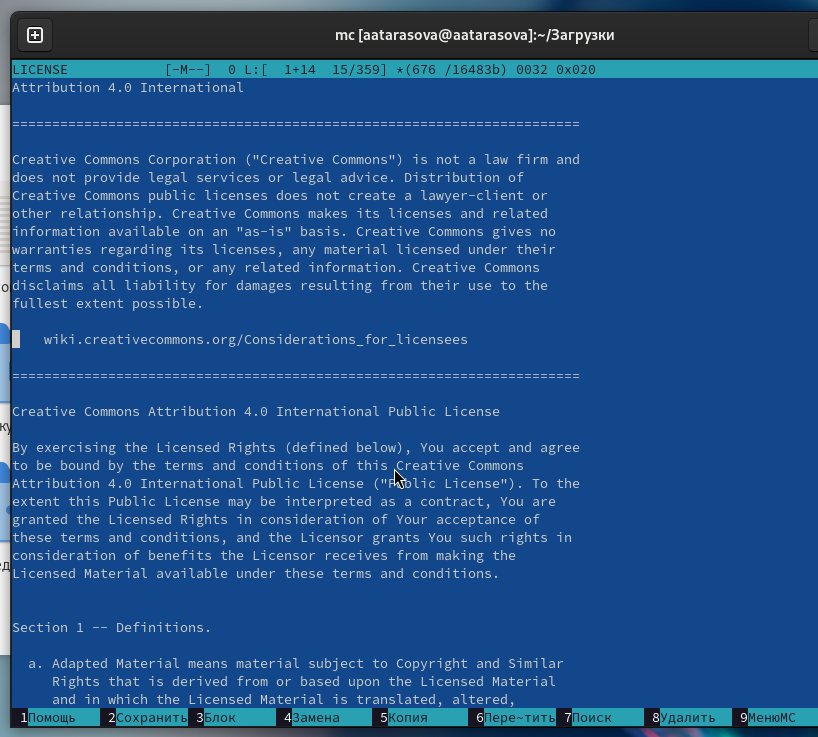 mc [aatarasova@aatarasova]:~/Загрузки
LICENSE [-M--] 0 L:[ 1+14 15/359] *(676 /16483b) 0032 0x020
Attribution 4.0 International
=======================================================================
Creative Commons Corporation ("Creative Commons") is not a law firm and
does not provide legal services or legal advice. Distribution of
Creative Commons public licenses does not create a lawyer-client or
other relationship. Creative Commons makes its licenses and related
information available on an "as-is" basis. Creative Commons gives no
warranties regarding its licenses, any material licensed under their
terms and conditions, or any related information. Creative Commons
disclaims all liability for damages resulting from their use to the
fullest extent possible.
wiki.creativecommons.org/Considerations_for_licensees
=======================================================================
Creative Commons Attribution 4.0 International Public License
By exercising the Licensed Rights (defined below), You accept and agree
to be bound by the terms and conditions of this Creative Commons
Attribution 4.0 International Public License ("Public License"). To the
extent this Public License may be interpreted as a contract, You are
granted the Licensed Rights in consideration of Your acceptance of
these terms and conditions, and the Licensor grants You such rights in
consideration of benefits the Licensor receives from making the
Licensed Material available under these terms and conditions.
Section 1 -- Definitions.
a. Adapted Material means material subject to Copyright and Similar
Rights that is derived from or based upon the Licensed Material
and in which the Licensed Material is translated, altered,
1Помощь 2Сохранить 3Блок 4Замена 5Копия 6Пере~тить 7Поиск 8Удалить 9МенюMC